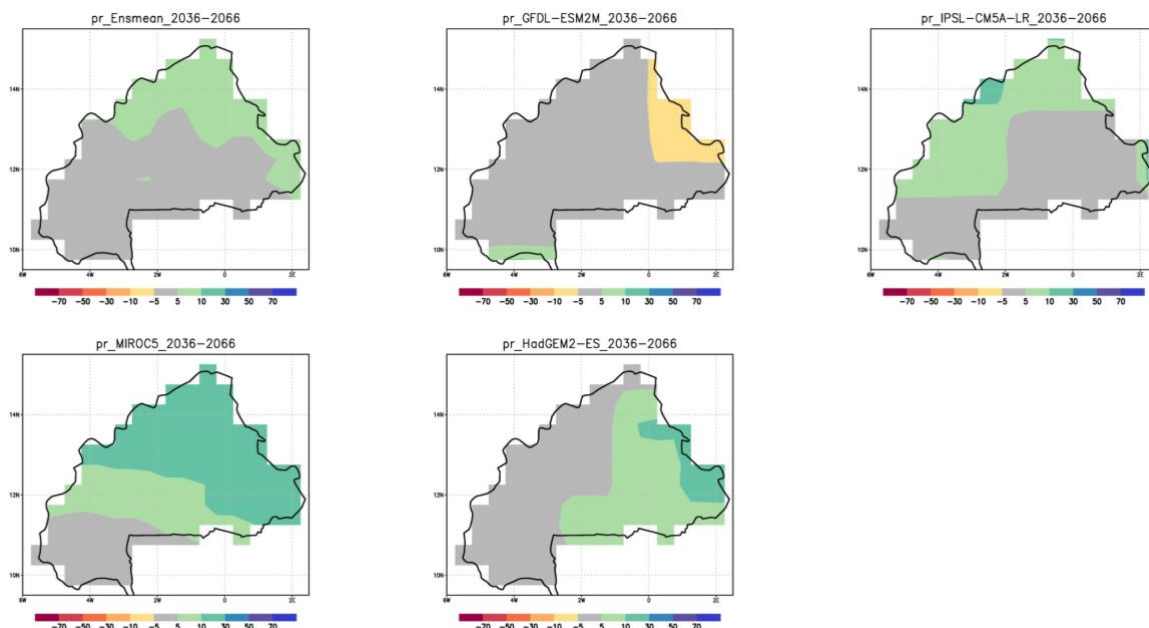 pr_Ensmean_2036-2066
pr_GFDL-ESM2M_2036-2066
pr_IPSL-CM5A-LR_2036-2066
14N
12N
10N
6W 4W 2W 0 2E
-70 -50 -30 -10 -5 5 10 30 50 70
14N
12N
10N
6W 4W 2W 0 2E
-70 -50 -30 -10 -5 5 10 30 50 70
14N
12N
10N
6W 4W 2W 0 2E
-70 -50 -30 -10 -5 5 10 30 50 70
pr_MIROC5_2036-2066
pr_HadGEM2-ES_2036-2066
14N
12N
10N
6W 4W 2W 0 2E
-70 -50 -30 -10 -5 5 10 30 50 70
14N
12N
10N
6W 4W 2W 0 2E
-70 -50 -30 -10 -5 5 10 30 50 70